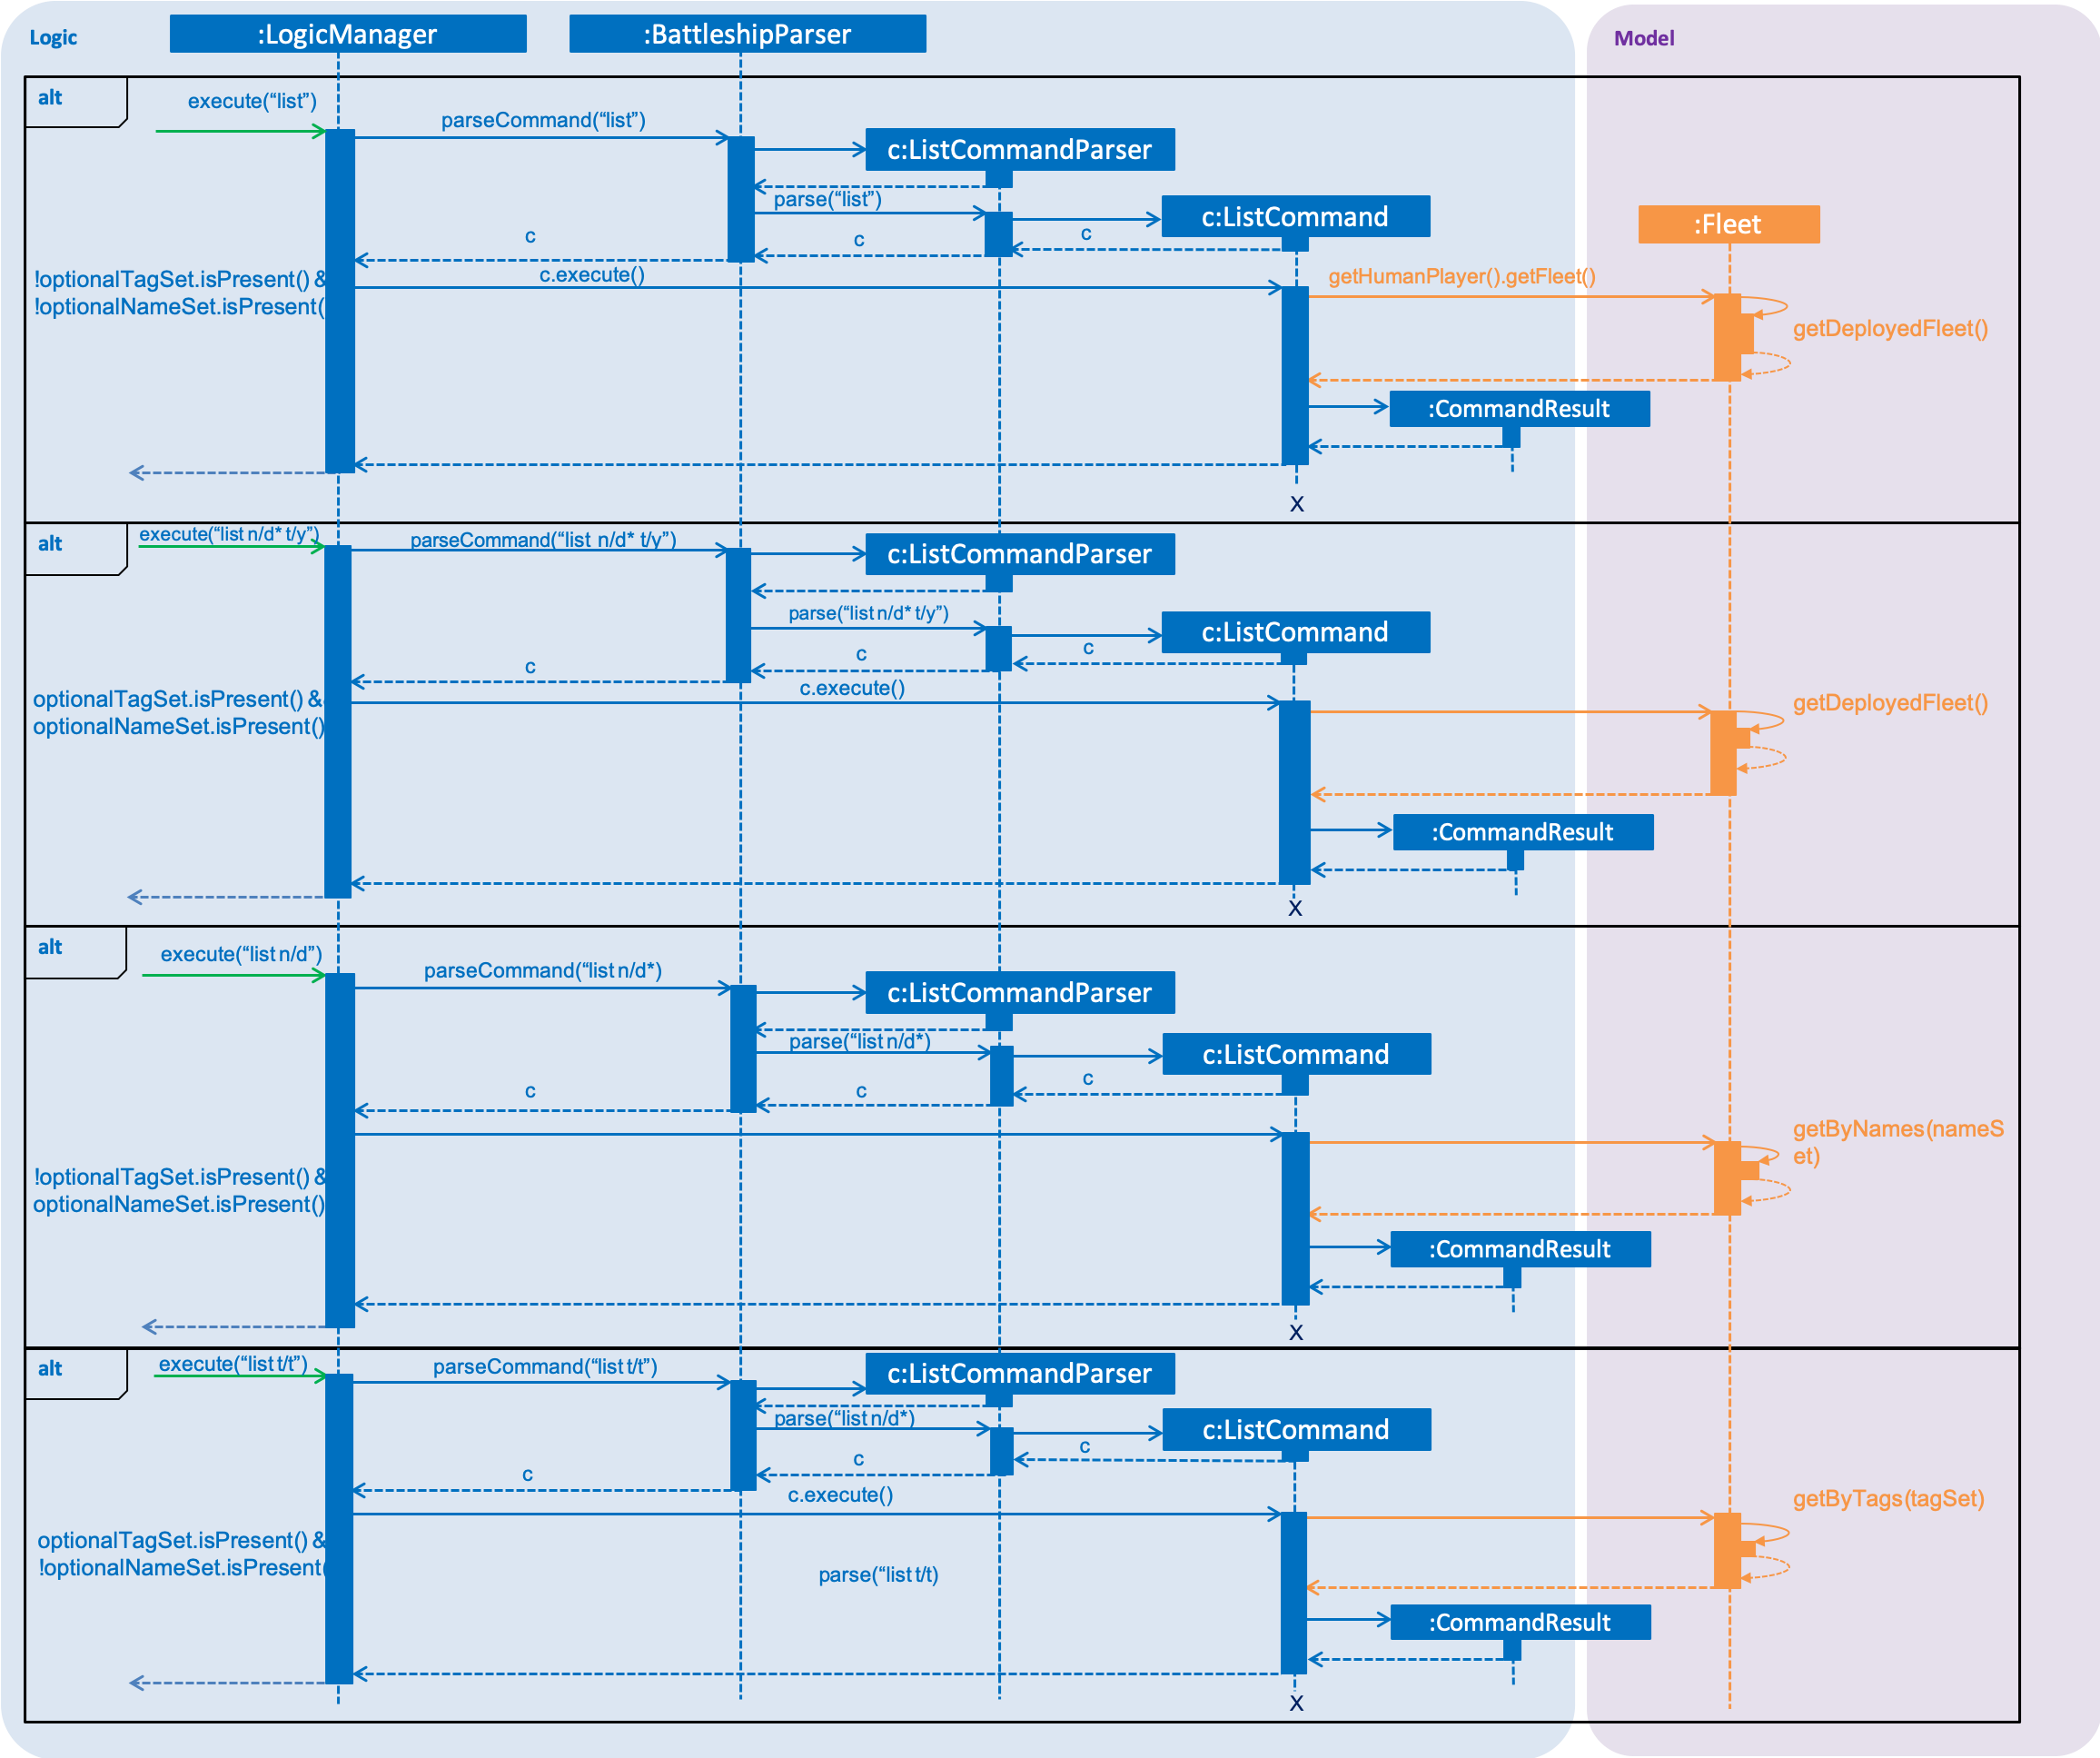 Logic
:LogicManager
:BattleshipParser
Model
alt
execute(“list”)
parseCommand(“list”)
c:ListCommandParser
parse(“list”)
c:ListCommand
c
c
c
:Fleet
!optionalTagSet.isPresent() &
!optionalNameSet.isPresent(
c.execute()
getHumanPlayer().getFleet()
getDeployedFleet()
:CommandResult
X
alt
execute(“list n/d* t/y”)
parseCommand(“list n/d* t/y”)
c:ListCommandParser
parse(“list n/d* t/y”)
c:ListCommand
c
c
c
optionalTagSet.isPresent() &
optionalNameSet.isPresent()
c.execute()
getDeployedFleet()
:CommandResult
X
alt
execute(“list n/d”)
parseCommand(“list n/d*)
c:ListCommandParser
parse(“list n/d*)
c:ListCommand
c
c
c
!optionalTagSet.isPresent() &
optionalNameSet.isPresent()
getByNames(nameS
et)
:CommandResult
X
alt
execute(“list t/t”)
parseCommand(“list t/t”)
c:ListCommandParser
parse(“list n/d*)
c:ListCommand
c
c
c
c.execute()
getByTags(tagSet)
optionalTagSet.isPresent() &
!optionalNameSet.isPresent(
parse(“list t/t)
:CommandResult
X